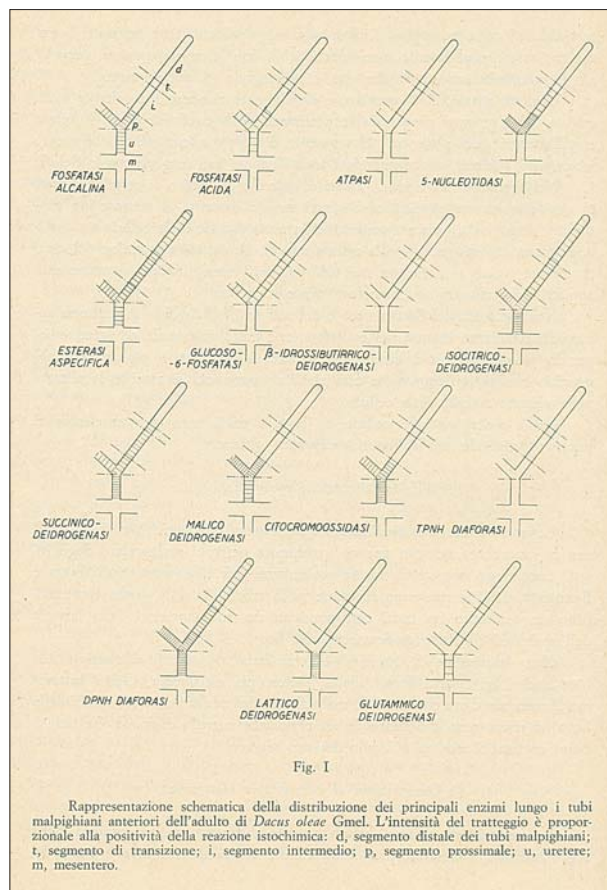 d
t
i
p
u
m
FOSFATASI
ALCALINA
FOSFATASI
ACIDA
ATPASI
5-NUCLEOTIDASI
ESTERASI
ASPECIFICA
GLUCOSO-
-6-FOSFATASI
β-IDROSSIBUTIRRICO-
DEIDROGENASI
ISOCITRICO-
DEIDROGENASI
SUCCINICO-
DEIDROGENASI
MALICO
DEIDROGENASI
CITOCROMOOSSIDASI
TPNH DIAFORASI
DPNH DIAFORASI
LATTICO
DEIDROGENASI
GLUTAMMICO
DEIDROGENASI
Fig. I
Rappresentazione schematica della distribuzione dei principali enzimi lungo i tubi
malpighiani anteriori dell'adulto di Dacus oleae Gmel. L'intensità del tratteggio è propor-
zionale alla positività della reazione istochimica: d, segmento distale dei tubi malpighiani;
t, segmento di transizione; i, segmento intermedio; p, segmento prossimale; u, uretere;
m, mesentero.